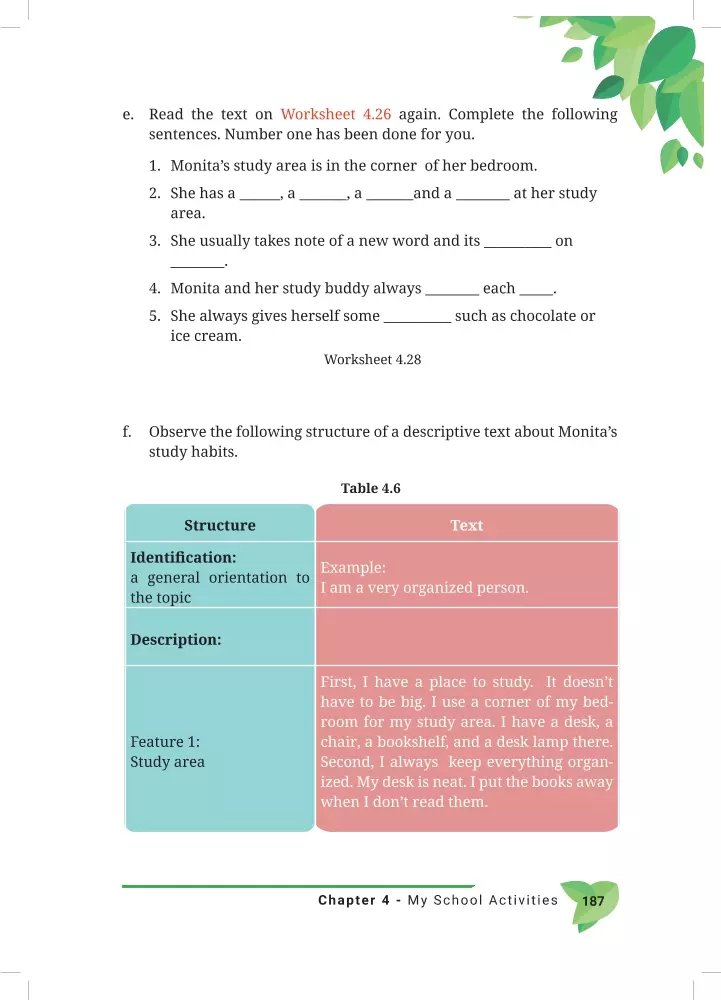 e. Read the text on Worksheet 4.26 again. Complete the following
sentences. Number one has been done for you.
1. Monita’s study area is in the corner of her bedroom.
2. She has a ______, a _______, a _______and a ________ at her study
area.
3. She usually takes note of a new word and its __________ on
________.
4. Monita and her study buddy always ________ each _____.
5. She always gives herself some __________ such as chocolate or
ice cream.
Worksheet 4.28
f. Observe the following structure of a descriptive text about Monita’s
study habits.
Table 4.6
Structure
Text
Identification:
a general orientation to
the topic
Example:
I am a very organized person.
Description:
Feature 1:
Study area
First, I have a place to study. It doesn’t
have to be big. I use a corner of my bed-
room for my study area. I have a desk, a
chair, a bookshelf, and a desk lamp there.
Second, I always keep everything organ-
ized. My desk is neat. I put the books away
when I don’t read them.
Chapter 4 - My School Activities 187